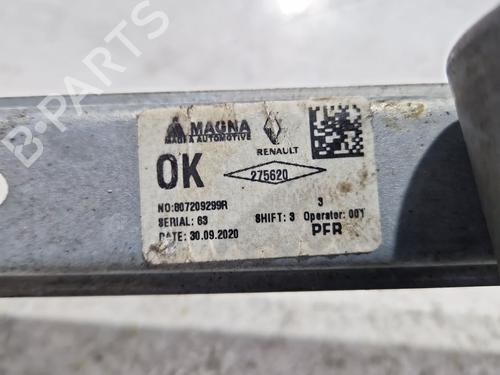 B-PARTS
MAGNA
MAGNA AUTOMOTIVE
RENAULT
OK
275620
NO:807209299R
3
SERIAL: 63
SHIFT: 3
Operator: 001
DATE: 30.09.2020
PFR